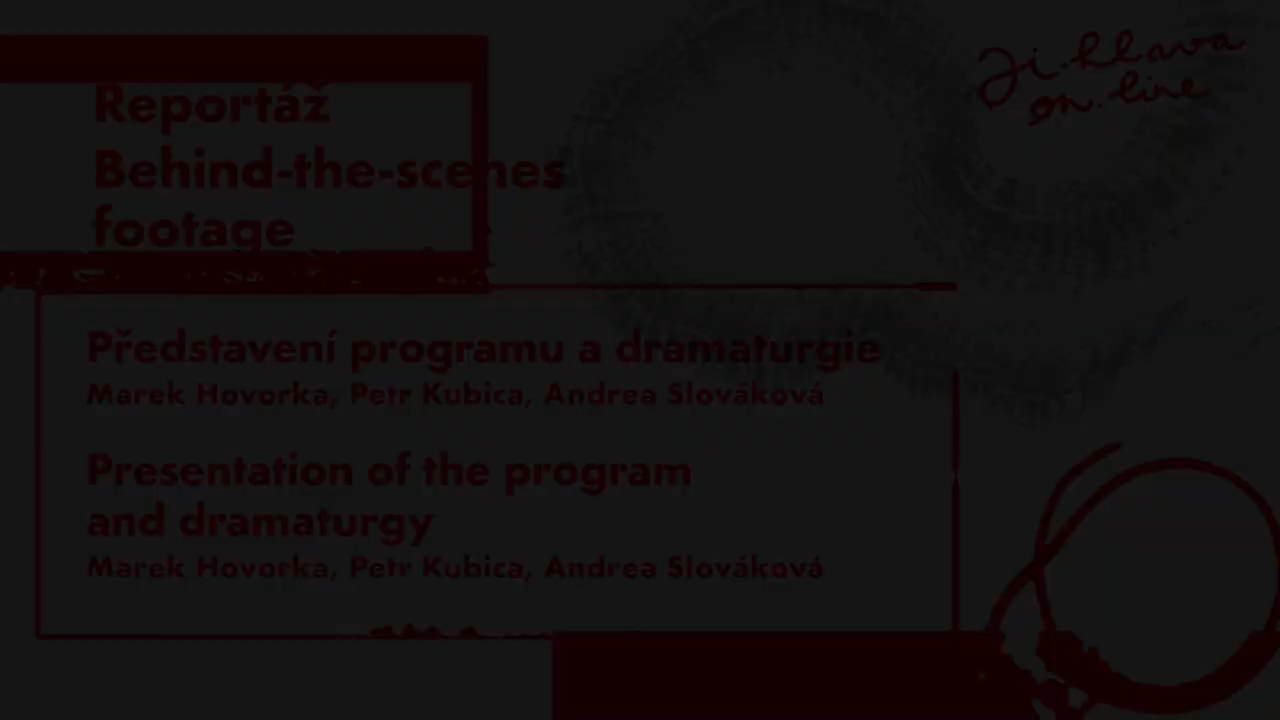 Ji.hlava
on.line
Reportáž
Behind-the-scenes
footage
Představení programu a dramaturgie
Marek Hovorka, Petr Kubica, Andrea Slováková
Presentation of the program
and dramaturgy
Marek Hovorka, Petr Kubica, Andrea Slováková